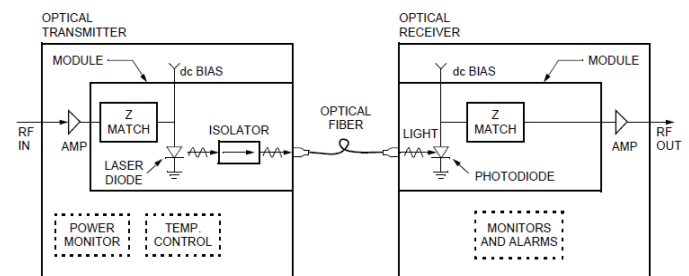 OPTICAL
TRANSMITTER
MODULE
dc BIAS
Z
MATCH
RF
IN
AMP
LASER
DIODE
ISOLATOR
POWER
MONITOR
TEMP.
CONTROL
OPTICAL
FIBER
OPTICAL
RECEIVER
MODULE
dc BIAS
Z
MATCH
LIGHT
PHOTODIODE
AMP
RF
OUT
MONITORS
AND ALARMS